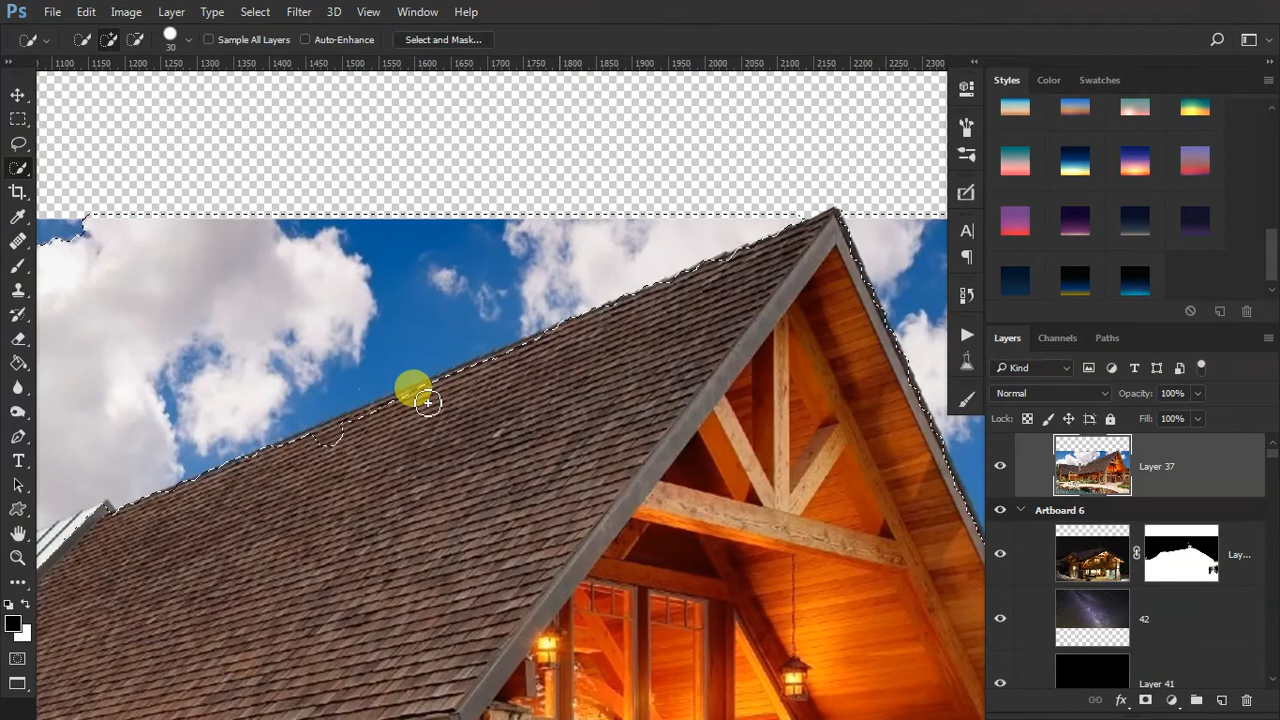 Ps File Edit Image Layer Type Select Filter 3D View Window Help
30 Sample All Layers Auto-Enhance Select and Mask...
1100 1150 1200 1250 1300 1350 1400 1450 1500 1550 1600 1650 1700 1750 1800 1850 1900 1950 2000 2050 2100 2150 2200 2250 2300
Styles Color Swatches
Layers Channels Paths
Kind
Normal Opacity: 100%
Lock: Fill: 100%
Layer 37
Artboard 6
Lay...
42
Layer 41